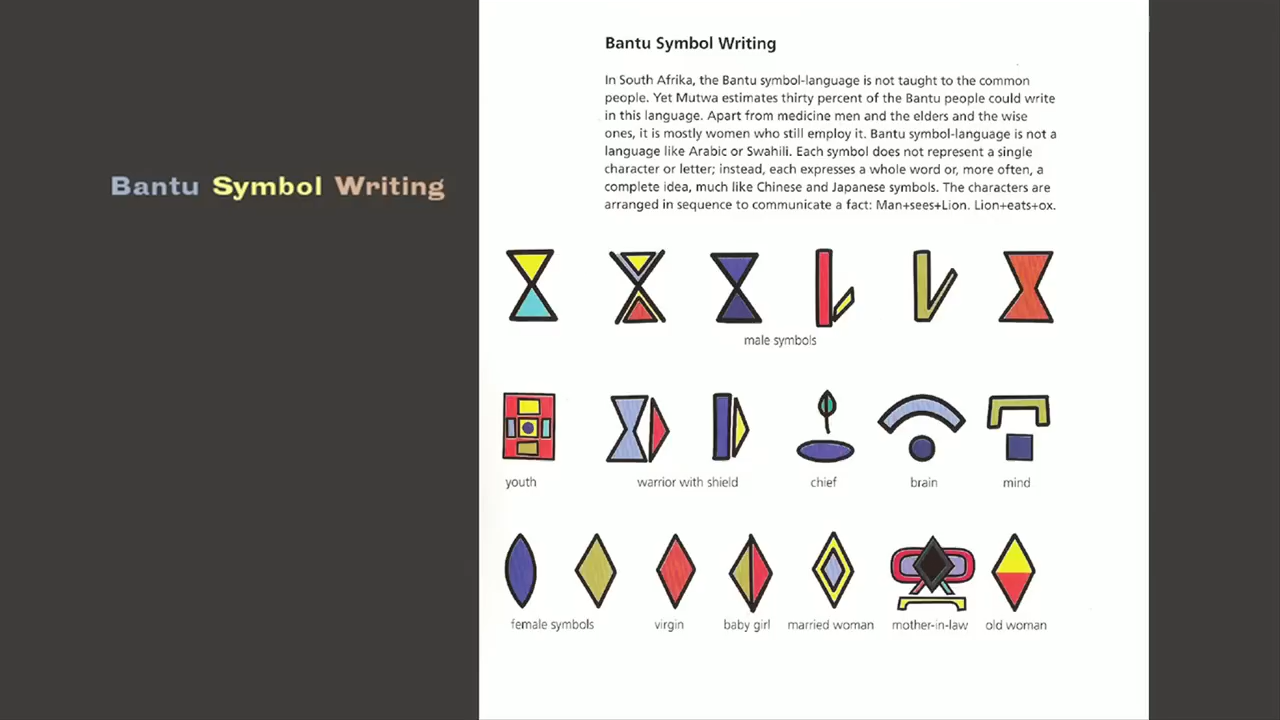 Bantu Symbol Writing
Bantu Symbol Writing
In South Afrika, the Bantu symbol-language is not taught to the common
people. Yet Mutwa estimates thirty percent of the Bantu people could write
in this language. Apart from medicine men and the elders and the wise
ones, it is mostly women who still employ it. Bantu symbol-language is not a
language like Arabic or Swahili. Each symbol does not represent a single
character or letter; instead, each expresses a whole word or, more often, a
complete idea, much like Chinese and Japanese symbols. The characters are
arranged in sequence to communicate a fact: Man+sees+Lion. Lion+eats+ox.
male symbols
youth warrior with shield chief brain mind
female symbols virgin baby girl married woman mother-in-law old woman